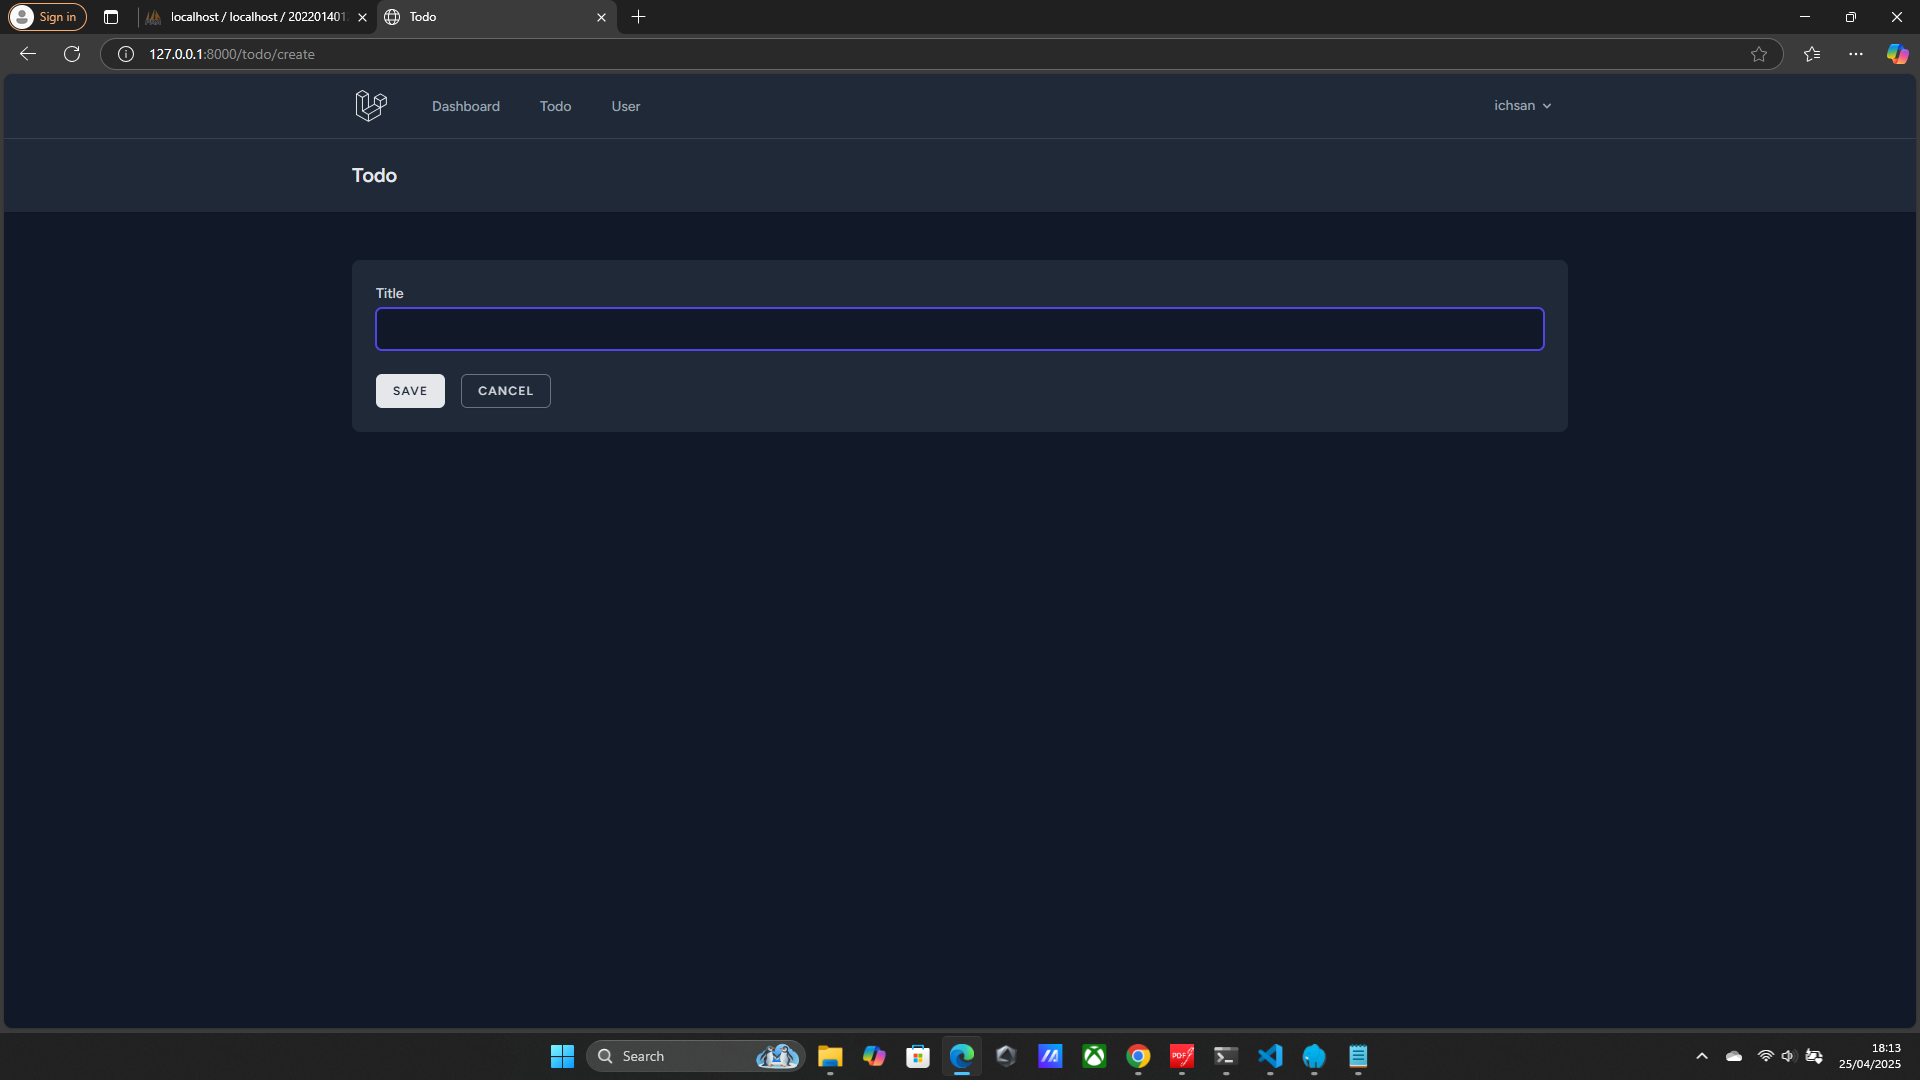 Sign in
localhost / localhost / 202201401
Todo
127.0.0.1:8000/todo/create
Dashboard
Todo
User
ichsan
Todo
Title
SAVE
CANCEL
Search
PDF
18:13
25/04/2025